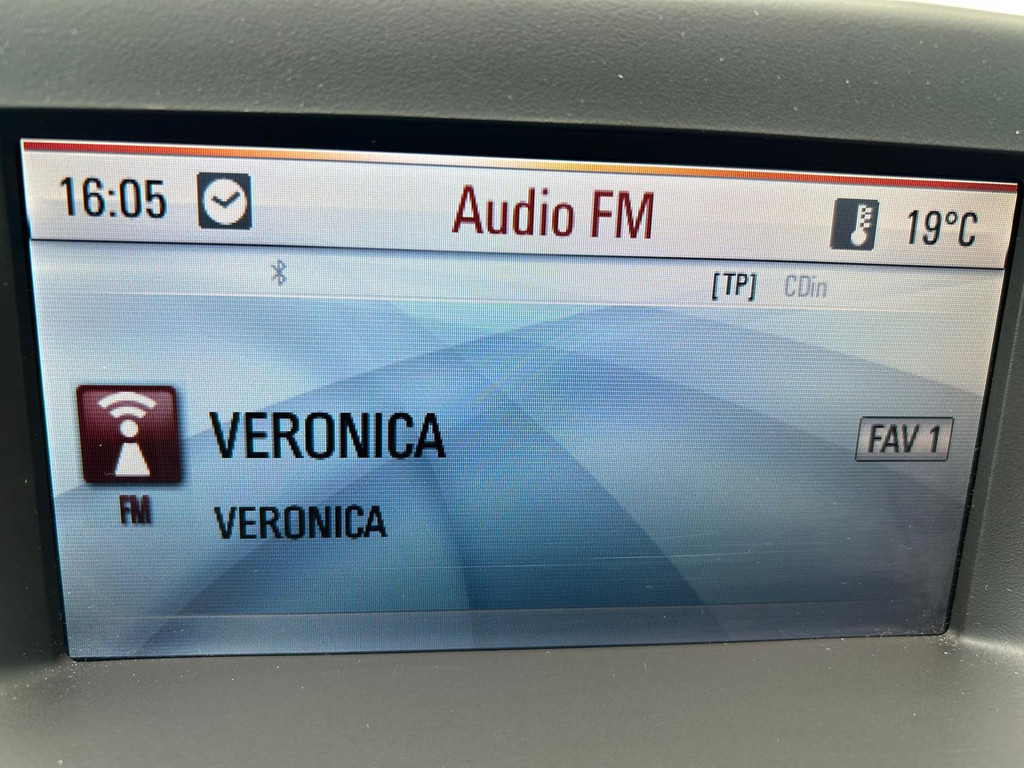 16:05 Audio FM 19°C
[TP] CDin
VERONICA FAV 1
FM
VERONICA